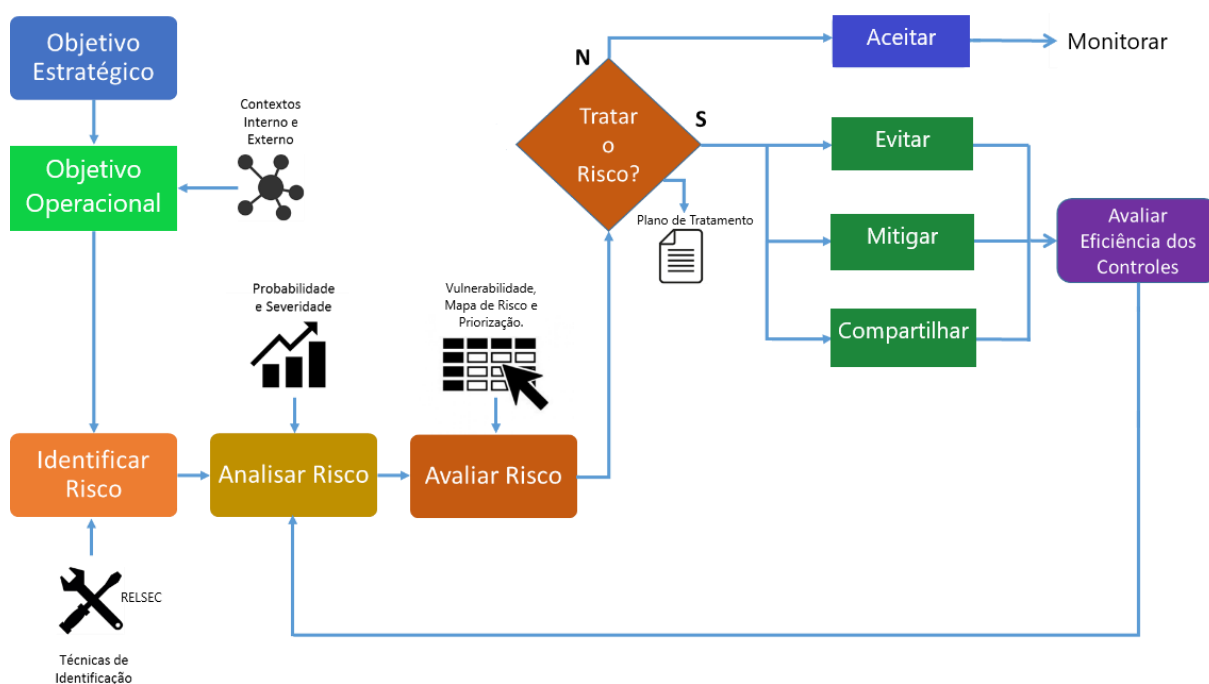 Objetivo
Estratégico
Contextos
Interno e
Externo
Objetivo
Operacional
N
Aceitar
Monitorar
Tratar
o
Risco?
S
Evitar
Plano de Tratamento
Mitigar
Avaliar
Eficiência dos
Controles
Compartilhar
Probabilidade
e Severidade
Vulnerabilidade,
Mapa de Risco e
Priorização.
Identificar
Risco
Analisar Risco
Avaliar Risco
RELSEC
Técnicas de
Identificação